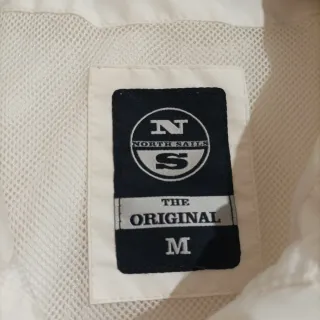 N
NORTH SAILS
S
THE
ORIGINAL
M